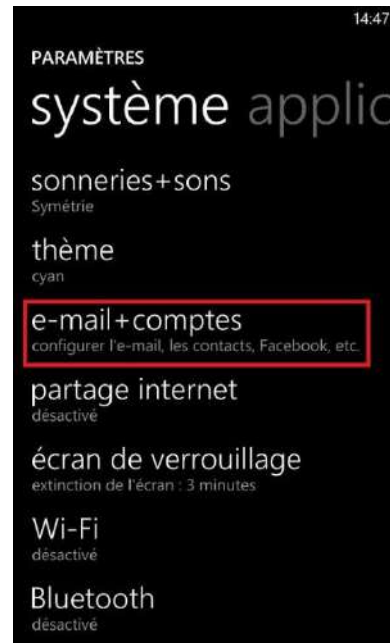 14:47
PARAMÈTRES
système applic
sonneries+sons
Symétrie
thème
cyan
e-mail+comptes
configurer l'e-mail, les contacts, Facebook, etc.
partage internet
désactivé
écran de verrouillage
extinction de l'écran : 3 minutes
Wi-Fi
désactivé
Bluetooth
désactivé